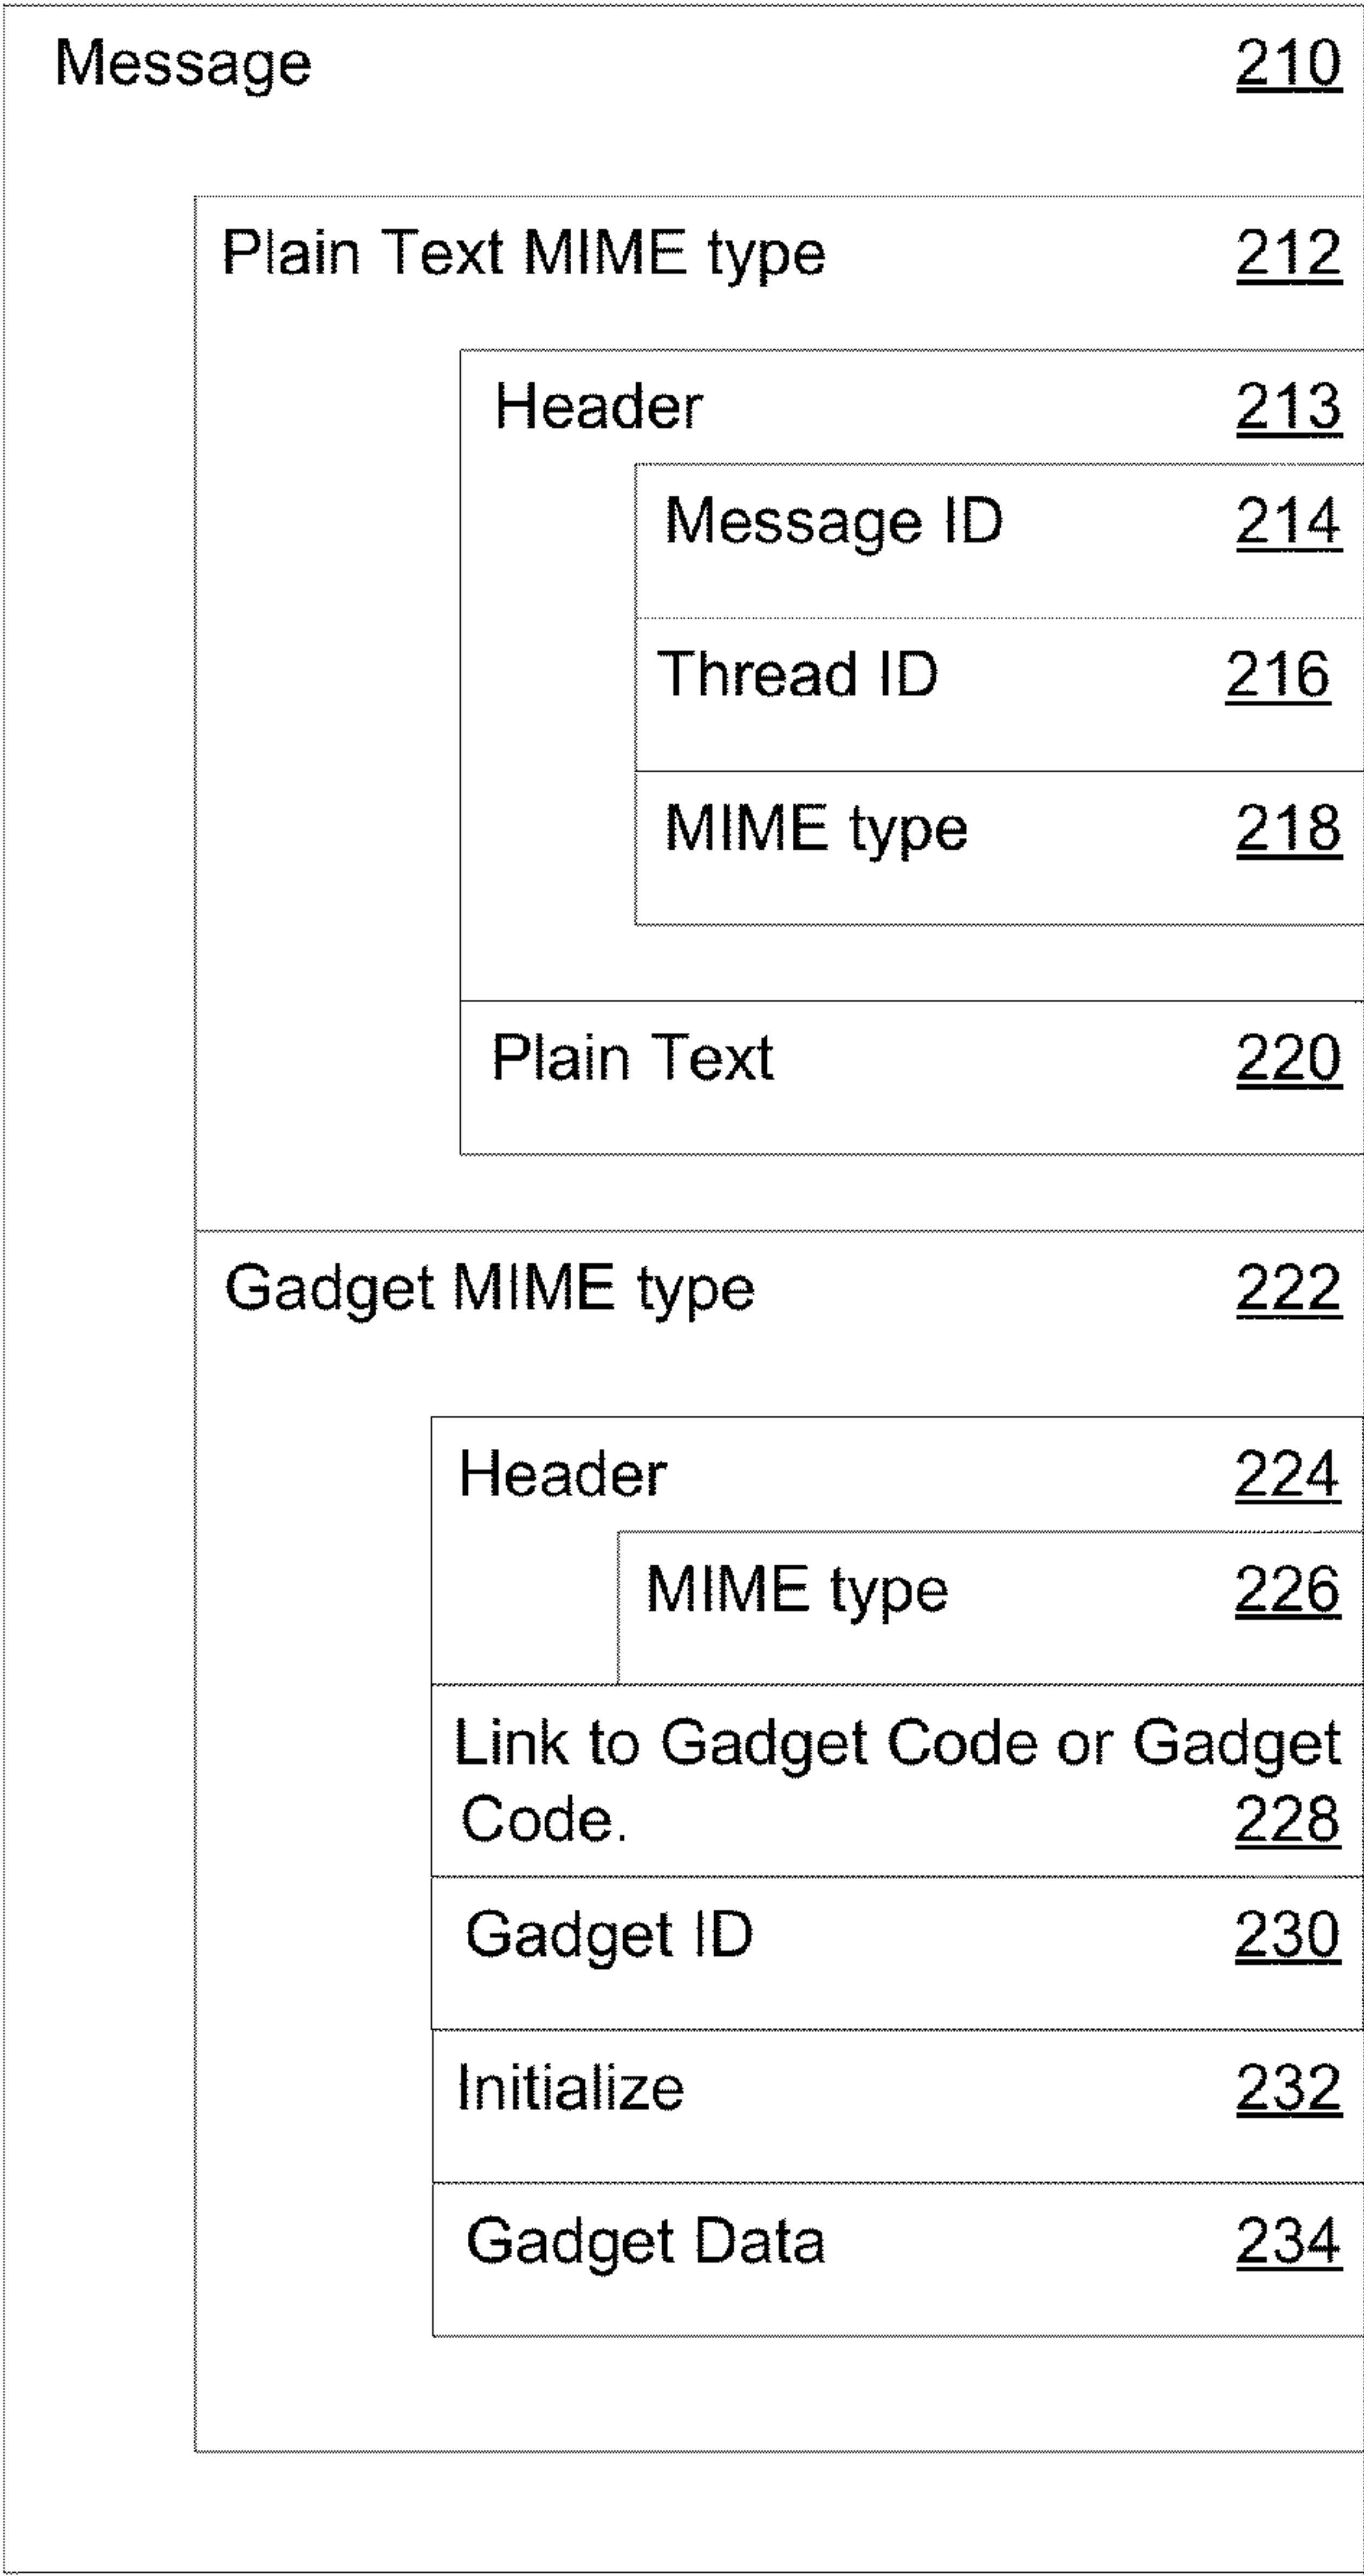 Message 210
Plain Text MIME type 212
Header 213
Message ID 214
Thread ID 216
MIME type 218
Plain Text 220
Gadget MIME type 222
Header 224
MIME type 226
Link to Gadget Code or Gadget
Code. 228
Gadget ID 230
Initialize 232
Gadget Data 234